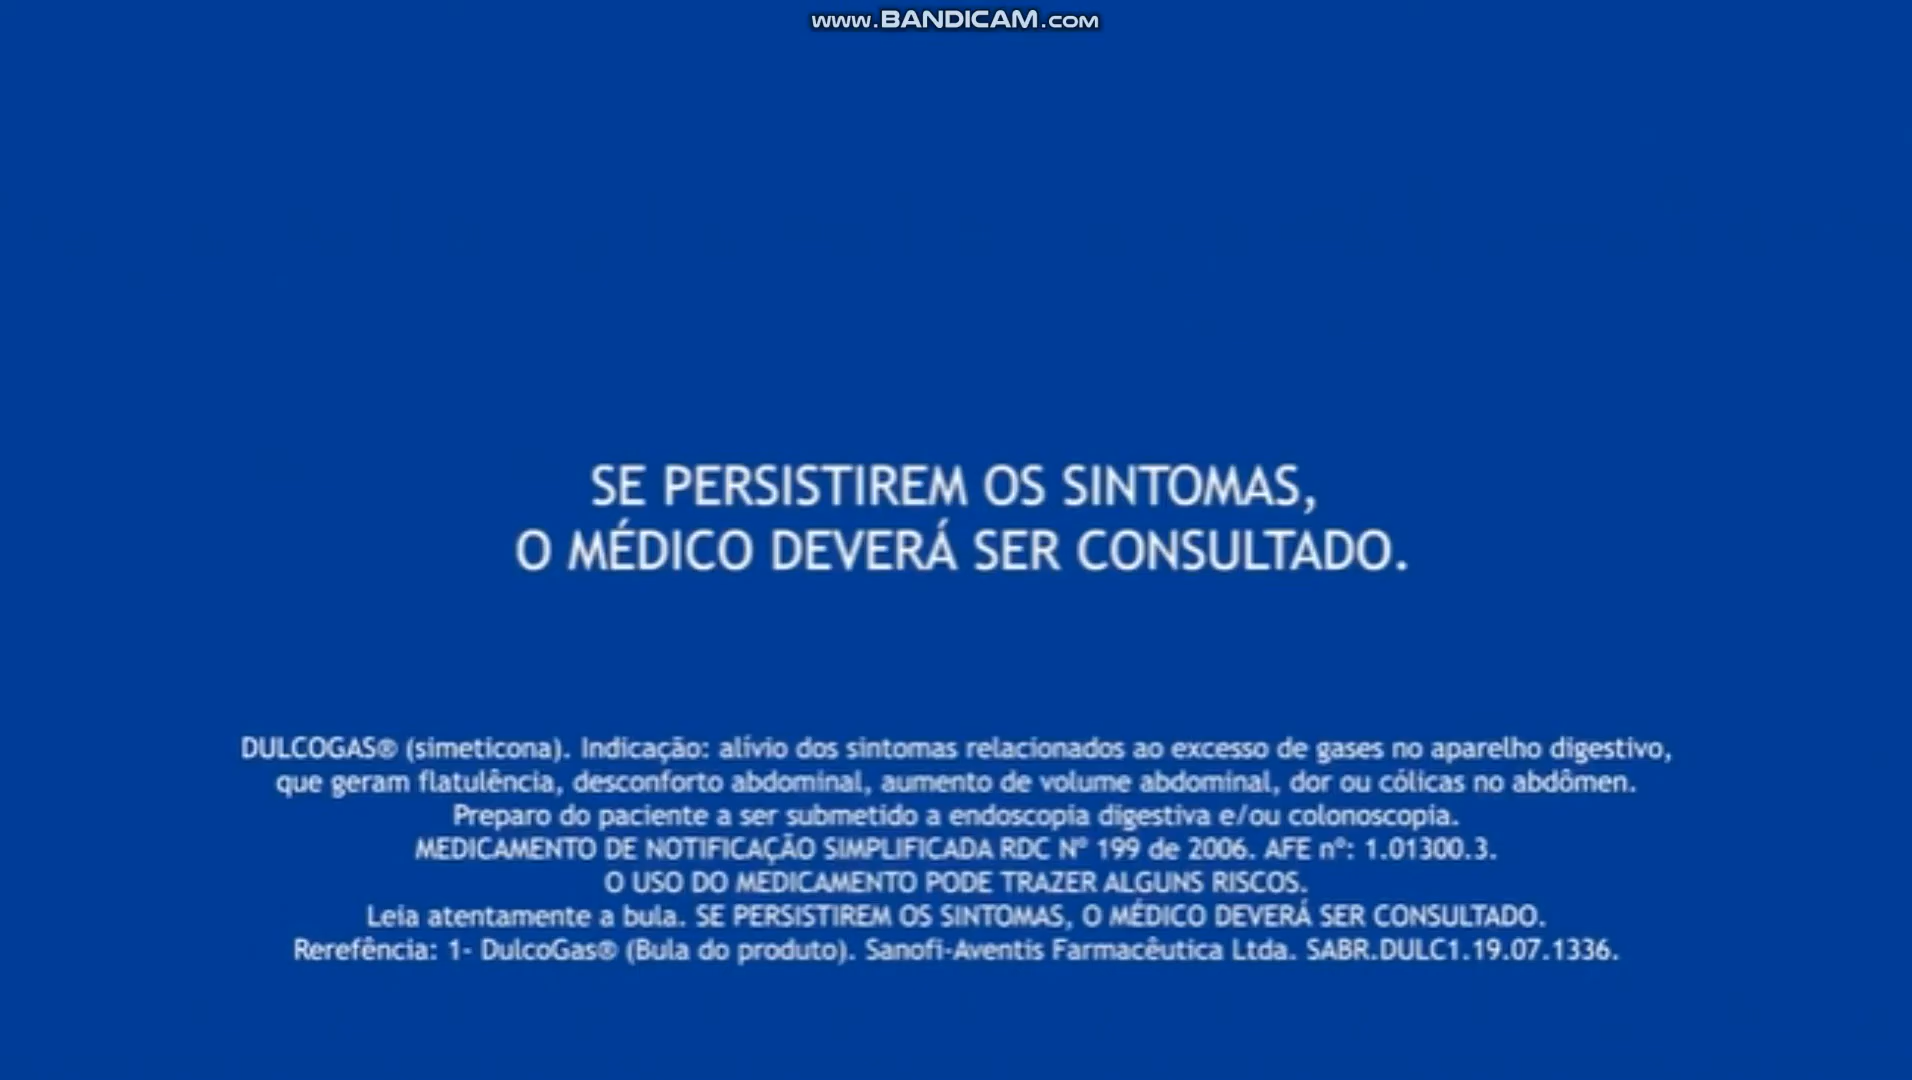 www.BANDICAM.com
SE PERSISTIREM OS SINTOMAS,
O MÉDICO DEVERÁ SER CONSULTADO.
DULCOGAS® (simeticona). Indicação: alívio dos sintomas relacionados ao excesso de gases no aparelho digestivo,
que geram flatulência, desconforto abdominal, aumento de volume abdominal, dor ou cólicas no abdômen.
Preparo do paciente a ser submetido a endoscopia digestiva e/ou colonoscopia.
MEDICAMENTO DE NOTIFICAÇÃO SIMPLIFICADA RDC Nº 199 de 2006. AFE nº: 1.01300.3.
O USO DO MEDICAMENTO PODE TRAZER ALGUNS RISCOS.
Leia atentamente a bula. SE PERSISTIREM OS SINTOMAS, O MÉDICO DEVERÁ SER CONSULTADO.
Rerefência: 1- DulcoGas® (Bula do produto). Sanofi-Aventis Farmacêutica Ltda. SABR.DULC1.19.07.1336.